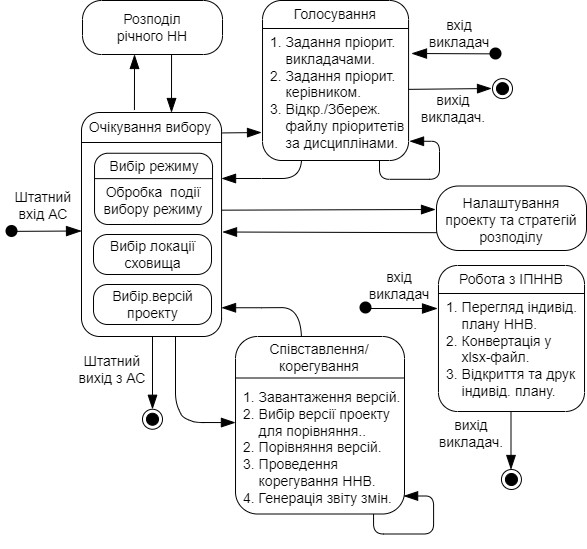 Розподіл
річного НН
Голосування
1. Задання пріорит.
викладачами.
2. Задання пріорит.
керівником.
3. Відкр./Збереж.
файлу пріоритетів
за дисциплінами.
вхід
викладач
вихід
викладач.
Очікування вибору
Вибір режиму
Обробка події
вибору режиму
Вибір локації
сховища
Вибір.версій
проекту
Штатний
вхід АС
Налаштування
проекту та стратегій
розподілу
вхід
викладач
Робота з ІПННВ
1. Перегляд індивід.
плану ННВ.
2. Конвертація у
xlsx-файл.
3. Відкриття та друк
індивід. плану.
вихід
викладач.
Штатний
вихід з АС
Співставлення/
корегування
1. Завантаження версій.
2. Вибір версії проекту
для порівняння..
2. Порівняння версій.
3. Проведення
корегування ННВ.
4. Генерація звіту змін.